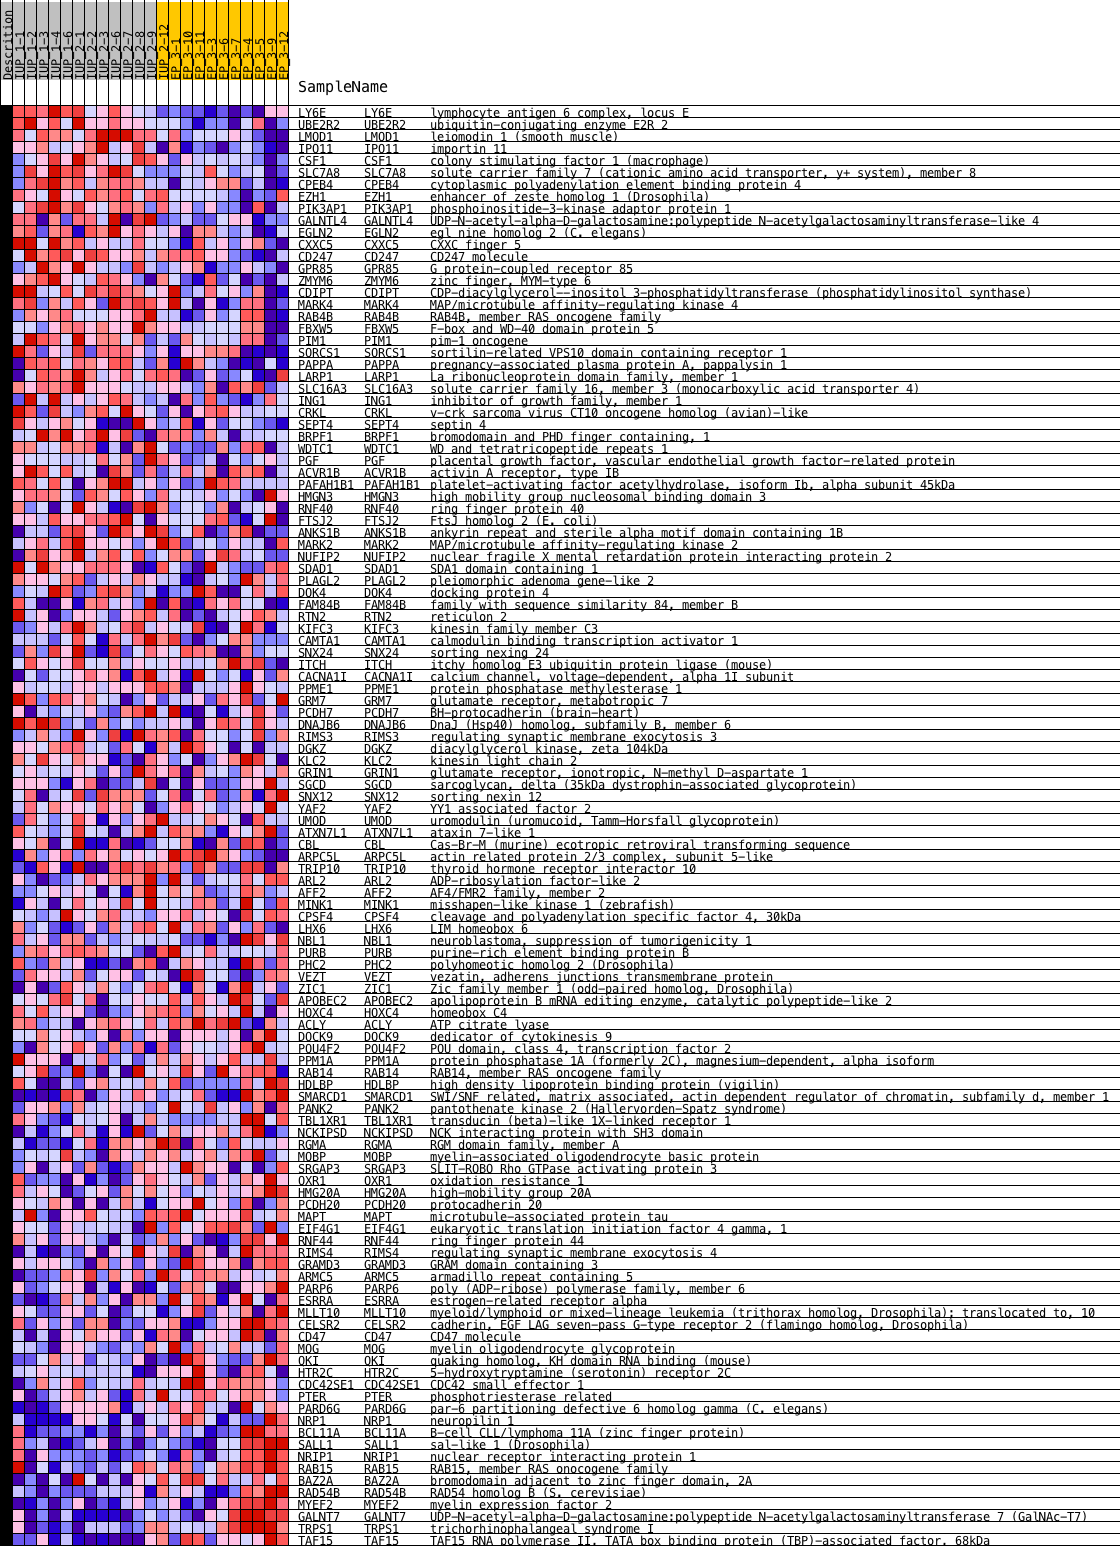 Descrition
IUP_1-1
IUP_1-2
IUP_1-3
IUP_1-4
IUP_1-6
IUP_2-1
IUP_2-2
IUP_2-3
IUP_2-6
IUP_2-7
IUP_2-8
IUP_2-9
IUP_2-12
EP_3-1
EP_3-10
EP_3-11
EP_3-3
EP_3-6
EP_3-7
EP_3-4
EP_3-5
EP_3-9
EP_3-12
SampleName
LY6E LY6E lymphocyte antigen 6 complex, locus E
UBE2R2 UBE2R2 ubiquitin-conjugating enzyme E2R 2
LMOD1 LMOD1 leiomodin 1 (smooth muscle)
IPO11 IPO11 importin 11
CSF1 CSF1 colony stimulating factor 1 (macrophage)
SLC7A8 SLC7A8 solute carrier family 7 (cationic amino acid transporter, y+ system), member 8
CPEB4 CPEB4 cytoplasmic polyadenylation element binding protein 4
EZH1 EZH1 enhancer of zeste homolog 1 (Drosophila)
PIK3AP1 PIK3AP1 phosphoinositide-3-kinase adaptor protein 1
GALNTL4 GALNTL4 UDP-N-acetyl-alpha-D-galactosamine:polypeptide N-acetylgalactosaminyltransferase-like 4
EGLN2 EGLN2 egl nine homolog 2 (C. elegans)
CXXC5 CXXC5 CXXC finger 5
CD247 CD247 CD247 molecule
GPR85 GPR85 G protein-coupled receptor 85
ZMYM6 ZMYM6 zinc finger, MYM-type 6
CDIPT CDIPT CDP-diacylglycerol--inositol 3-phosphatidyltransferase (phosphatidylinositol synthase)
MARK4 MARK4 MAP/microtubule affinity-regulating kinase 4
RAB4B RAB4B RAB4B, member RAS oncogene family
FBXW5 FBXW5 F-box and WD-40 domain protein 5
PIM1 PIM1 pim-1 oncogene
SORCS1 SORCS1 sortilin-related VPS10 domain containing receptor 1
PAPPA PAPPA pregnancy-associated plasma protein A, pappalysin 1
LARP1 LARP1 La ribonucleoprotein domain family, member 1
SLC16A3 SLC16A3 solute carrier family 16, member 3 (monocarboxylic acid transporter 4)
ING1 ING1 inhibitor of growth family, member 1
CRKL CRKL v-crk sarcoma virus CT10 oncogene homolog (avian)-like
SEPT4 SEPT4 septin 4
BRPF1 BRPF1 bromodomain and PHD finger containing, 1
WDTC1 WDTC1 WD and tetratricopeptide repeats 1
PGF PGF placental growth factor, vascular endothelial growth factor-related protein
ACVR1B ACVR1B activin A receptor, type IB
PAFAH1B1 PAFAH1B1 platelet-activating factor acetylhydrolase, isoform Ib, alpha subunit 45kDa
HMGN3 HMGN3 high mobility group nucleosomal binding domain 3
RNF40 RNF40 ring finger protein 40
FTSJ2 FTSJ2 FtsJ homolog 2 (E. coli)
ANKS1B ANKS1B ankyrin repeat and sterile alpha motif domain containing 1B
MARK2 MARK2 MAP/microtubule affinity-regulating kinase 2
NUFIP2 NUFIP2 nuclear fragile X mental retardation protein interacting protein 2
SDAD1 SDAD1 SDA1 domain containing 1
PLAGL2 PLAGL2 pleiomorphic adenoma gene-like 2
DOK4 DOK4 docking protein 4
FAM84B FAM84B family with sequence similarity 84, member B
RTN2 RTN2 reticulon 2
KIFC3 KIFC3 kinesin family member C3
CAMTA1 CAMTA1 calmodulin binding transcription activator 1
SNX24 SNX24 sorting nexing 24
ITCH ITCH itchy homolog E3 ubiquitin protein ligase (mouse)
CACNA1I CACNA1I calcium channel, voltage-dependent, alpha 1I subunit
PPME1 PPME1 protein phosphatase methylesterase 1
GRM7 GRM7 glutamate receptor, metabotropic 7
PCDH7 PCDH7 BH-protocadherin (brain-heart)
DNAJB6 DNAJB6 DnaJ (Hsp40) homolog, subfamily B, member 6
RIMS3 RIMS3 regulating synaptic membrane exocytosis 3
DGKZ DGKZ diacylglycerol kinase, zeta 104kDa
KLC2 KLC2 kinesin light chain 2
GRIN1 GRIN1 glutamate receptor, ionotropic, N-methyl D-aspartate 1
SGCD SGCD sarcoglycan, delta (35kDa dystrophin-associated glycoprotein)
SNX12 SNX12 sorting nexin 12
YAF2 YAF2 YY1 associated factor 2
UMOD UMOD uromodulin (uromucoid, Tamm-Horsfall glycoprotein)
ATXN7L1 ATXN7L1 ataxin 7-like 1
CBL CBL Cas-Br-M (murine) ecotropic retroviral transforming sequence
ARPC5L ARPC5L actin related protein 2/3 complex, subunit 5-like
TRIP10 TRIP10 thyroid hormone receptor interactor 10
ARL2 ARL2 ADP-ribosylation factor-like 2
AFF2 AFF2 AF4/FMR2 family, member 2
MINK1 MINK1 misshapen-like kinase 1 (zebrafish)
CPSF4 CPSF4 cleavage and polyadenylation specific factor 4, 30kDa
LHX6 LHX6 LIM homeobox 6
NBL1 NBL1 neuroblastoma, suppression of tumorigenicity 1
PURB PURB purine-rich element binding protein B
PHC2 PHC2 polyhomeotic homolog 2 (Drosophila)
VEZT VEZT vezatin, adherens junctions transmembrane protein
ZIC1 ZIC1 Zic family member 1 (odd-paired homolog, Drosophila)
APOBEC2 APOBEC2 apolipoprotein B mRNA editing enzyme, catalytic polypeptide-like 2
HOXC4 HOXC4 homeobox C4
ACLY ACLY ATP citrate lyase
DOCK9 DOCK9 dedicator of cytokinesis 9
POU4F2 POU4F2 POU domain, class 4, transcription factor 2
PPM1A PPM1A protein phosphatase 1A (formerly 2C), magnesium-dependent, alpha isoform
RAB14 RAB14 RAB14, member RAS oncogene family
HDLBP HDLBP high density lipoprotein binding protein (vigilin)
SMARCD1 SMARCD1 SWI/SNF related, matrix associated, actin dependent regulator of chromatin, subfamily d, member 1
PANK2 PANK2 pantothenate kinase 2 (Hallervorden-Spatz syndrome)
TBL1XR1 TBL1XR1 transducin (beta)-like 1X-linked receptor 1
NCKIPSD NCKIPSD NCK interacting protein with SH3 domain
RGMA RGMA RGM domain family, member A
MOBP MOBP myelin-associated oligodendrocyte basic protein
SRGAP3 SRGAP3 SLIT-ROBO Rho GTPase activating protein 3
OXR1 OXR1 oxidation resistance 1
HMG20A HMG20A high-mobility group 20A
PCDH20 PCDH20 protocadherin 20
MAPT MAPT microtubule-associated protein tau
EIF4G1 EIF4G1 eukaryotic translation initiation factor 4 gamma, 1
RNF44 RNF44 ring finger protein 44
RIMS4 RIMS4 regulating synaptic membrane exocytosis 4
GRAMD3 GRAMD3 GRAM domain containing 3
ARMC5 ARMC5 armadillo repeat containing 5
PARP6 PARP6 poly (ADP-ribose) polymerase family, member 6
ESRRA ESRRA estrogen-related receptor alpha
MLLT10 MLLT10 myeloid/lymphoid or mixed-lineage leukemia (trithorax homolog, Drosophila); translocated to, 10
CELSR2 CELSR2 cadherin, EGF LAG seven-pass G-type receptor 2 (flamingo homolog, Drosophila)
CD47 CD47 CD47 molecule
MOG MOG myelin oligodendrocyte glycoprotein
QKI QKI quaking homolog, KH domain RNA binding (mouse)
HTR2C HTR2C 5-hydroxytryptamine (serotonin) receptor 2C
CDC42SE1 CDC42SE1 CDC42 small effector 1
PTER PTER phosphotriesterase related
PARD6G PARD6G par-6 partitioning defective 6 homolog gamma (C. elegans)
NRP1 NRP1 neuropilin 1
BCL11A BCL11A B-cell CLL/lymphoma 11A (zinc finger protein)
SALL1 SALL1 sal-like 1 (Drosophila)
NRIP1 NRIP1 nuclear receptor interacting protein 1
RAB15 RAB15 RAB15, member RAS onocogene family
BAZ2A BAZ2A bromodomain adjacent to zinc finger domain, 2A
RAD54B RAD54B RAD54 homolog B (S. cerevisiae)
MYEF2 MYEF2 myelin expression factor 2
GALNT7 GALNT7 UDP-N-acetyl-alpha-D-galactosamine:polypeptide N-acetylgalactosaminyltransferase 7 (GalNAc-T7)
TRPS1 TRPS1 trichorhinophalangeal syndrome I
TAF15 TAF15 TAF15 RNA polymerase II, TATA box binding protein (TBP)-associated factor, 68kDa